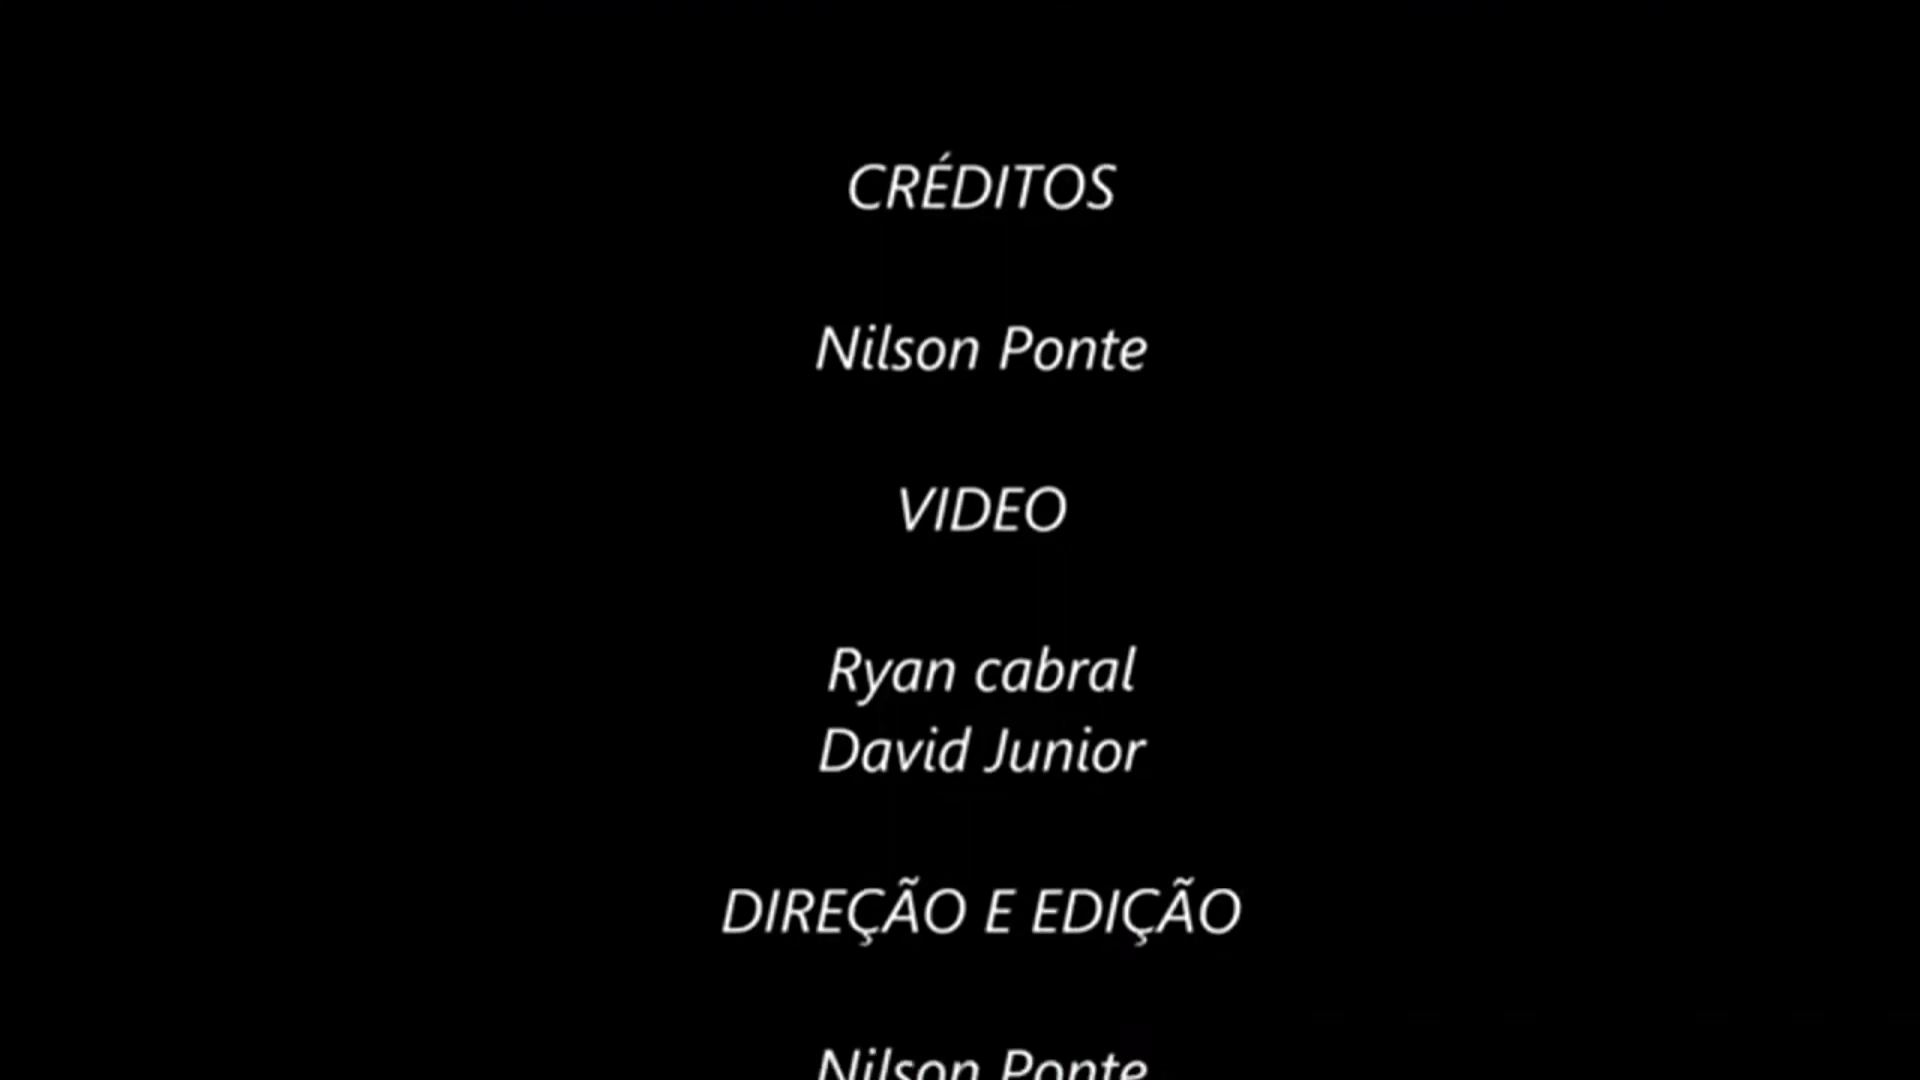 CRÉDITOS
Nilson Ponte
VIDEO
Ryan cabral
David Junior
DIREÇÃO E EDIÇÃO
Nilson Ponte